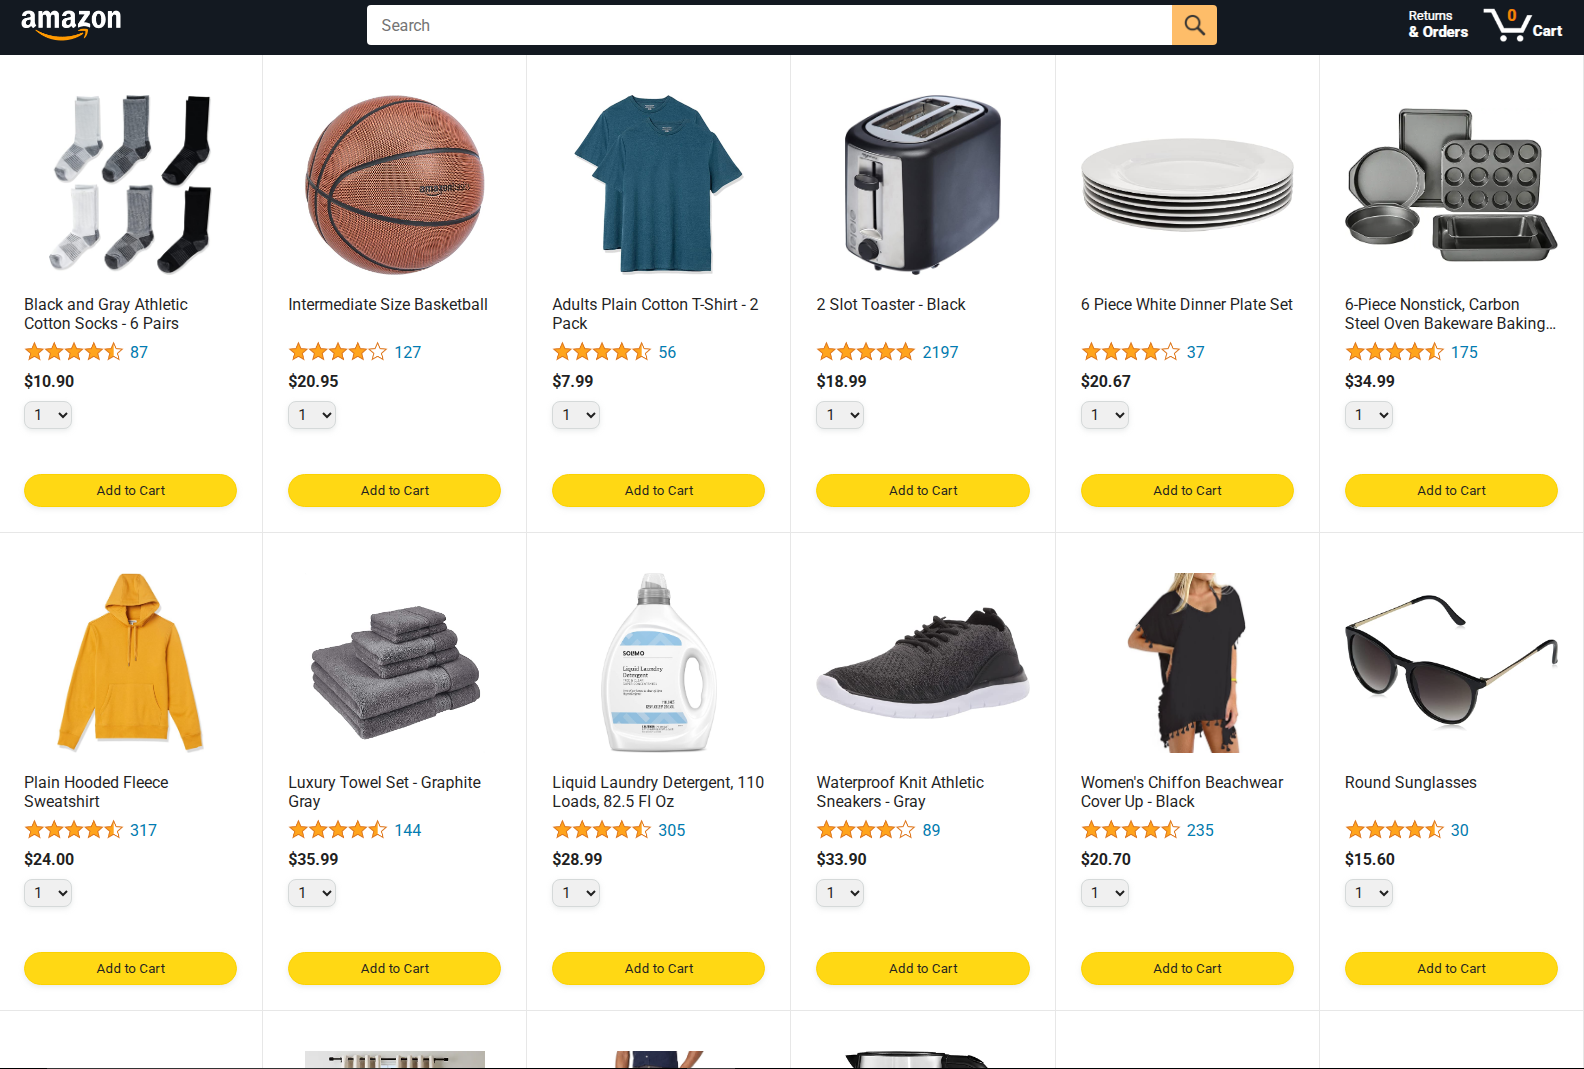 amazon
Search
Returns
& Orders
0
Cart
Black and Gray Athletic
Cotton Socks - 6 Pairs
87
$10.90
1
Add to Cart
Intermediate Size Basketball
127
$20.95
1
Add to Cart
Adults Plain Cotton T-Shirt - 2
Pack
56
$7.99
1
Add to Cart
2 Slot Toaster - Black
2197
$18.99
1
Add to Cart
6 Piece White Dinner Plate Set
37
$20.67
1
Add to Cart
6-Piece Nonstick, Carbon
Steel Oven Bakeware Baking...
175
$34.99
1
Add to Cart
Plain Hooded Fleece
Sweatshirt
317
$24.00
1
Add to Cart
Luxury Towel Set - Graphite
Gray
144
$35.99
1
Add to Cart
SOLIMO
Liquid Laundry
Detergent
Liquid Laundry Detergent, 110
Loads, 82.5 Fl Oz
305
$28.99
1
Add to Cart
Waterproof Knit Athletic
Sneakers - Gray
89
$33.90
1
Add to Cart
Women's Chiffon Beachwear
Cover Up - Black
235
$20.70
1
Add to Cart
Round Sunglasses
30
$15.60
1
Add to Cart